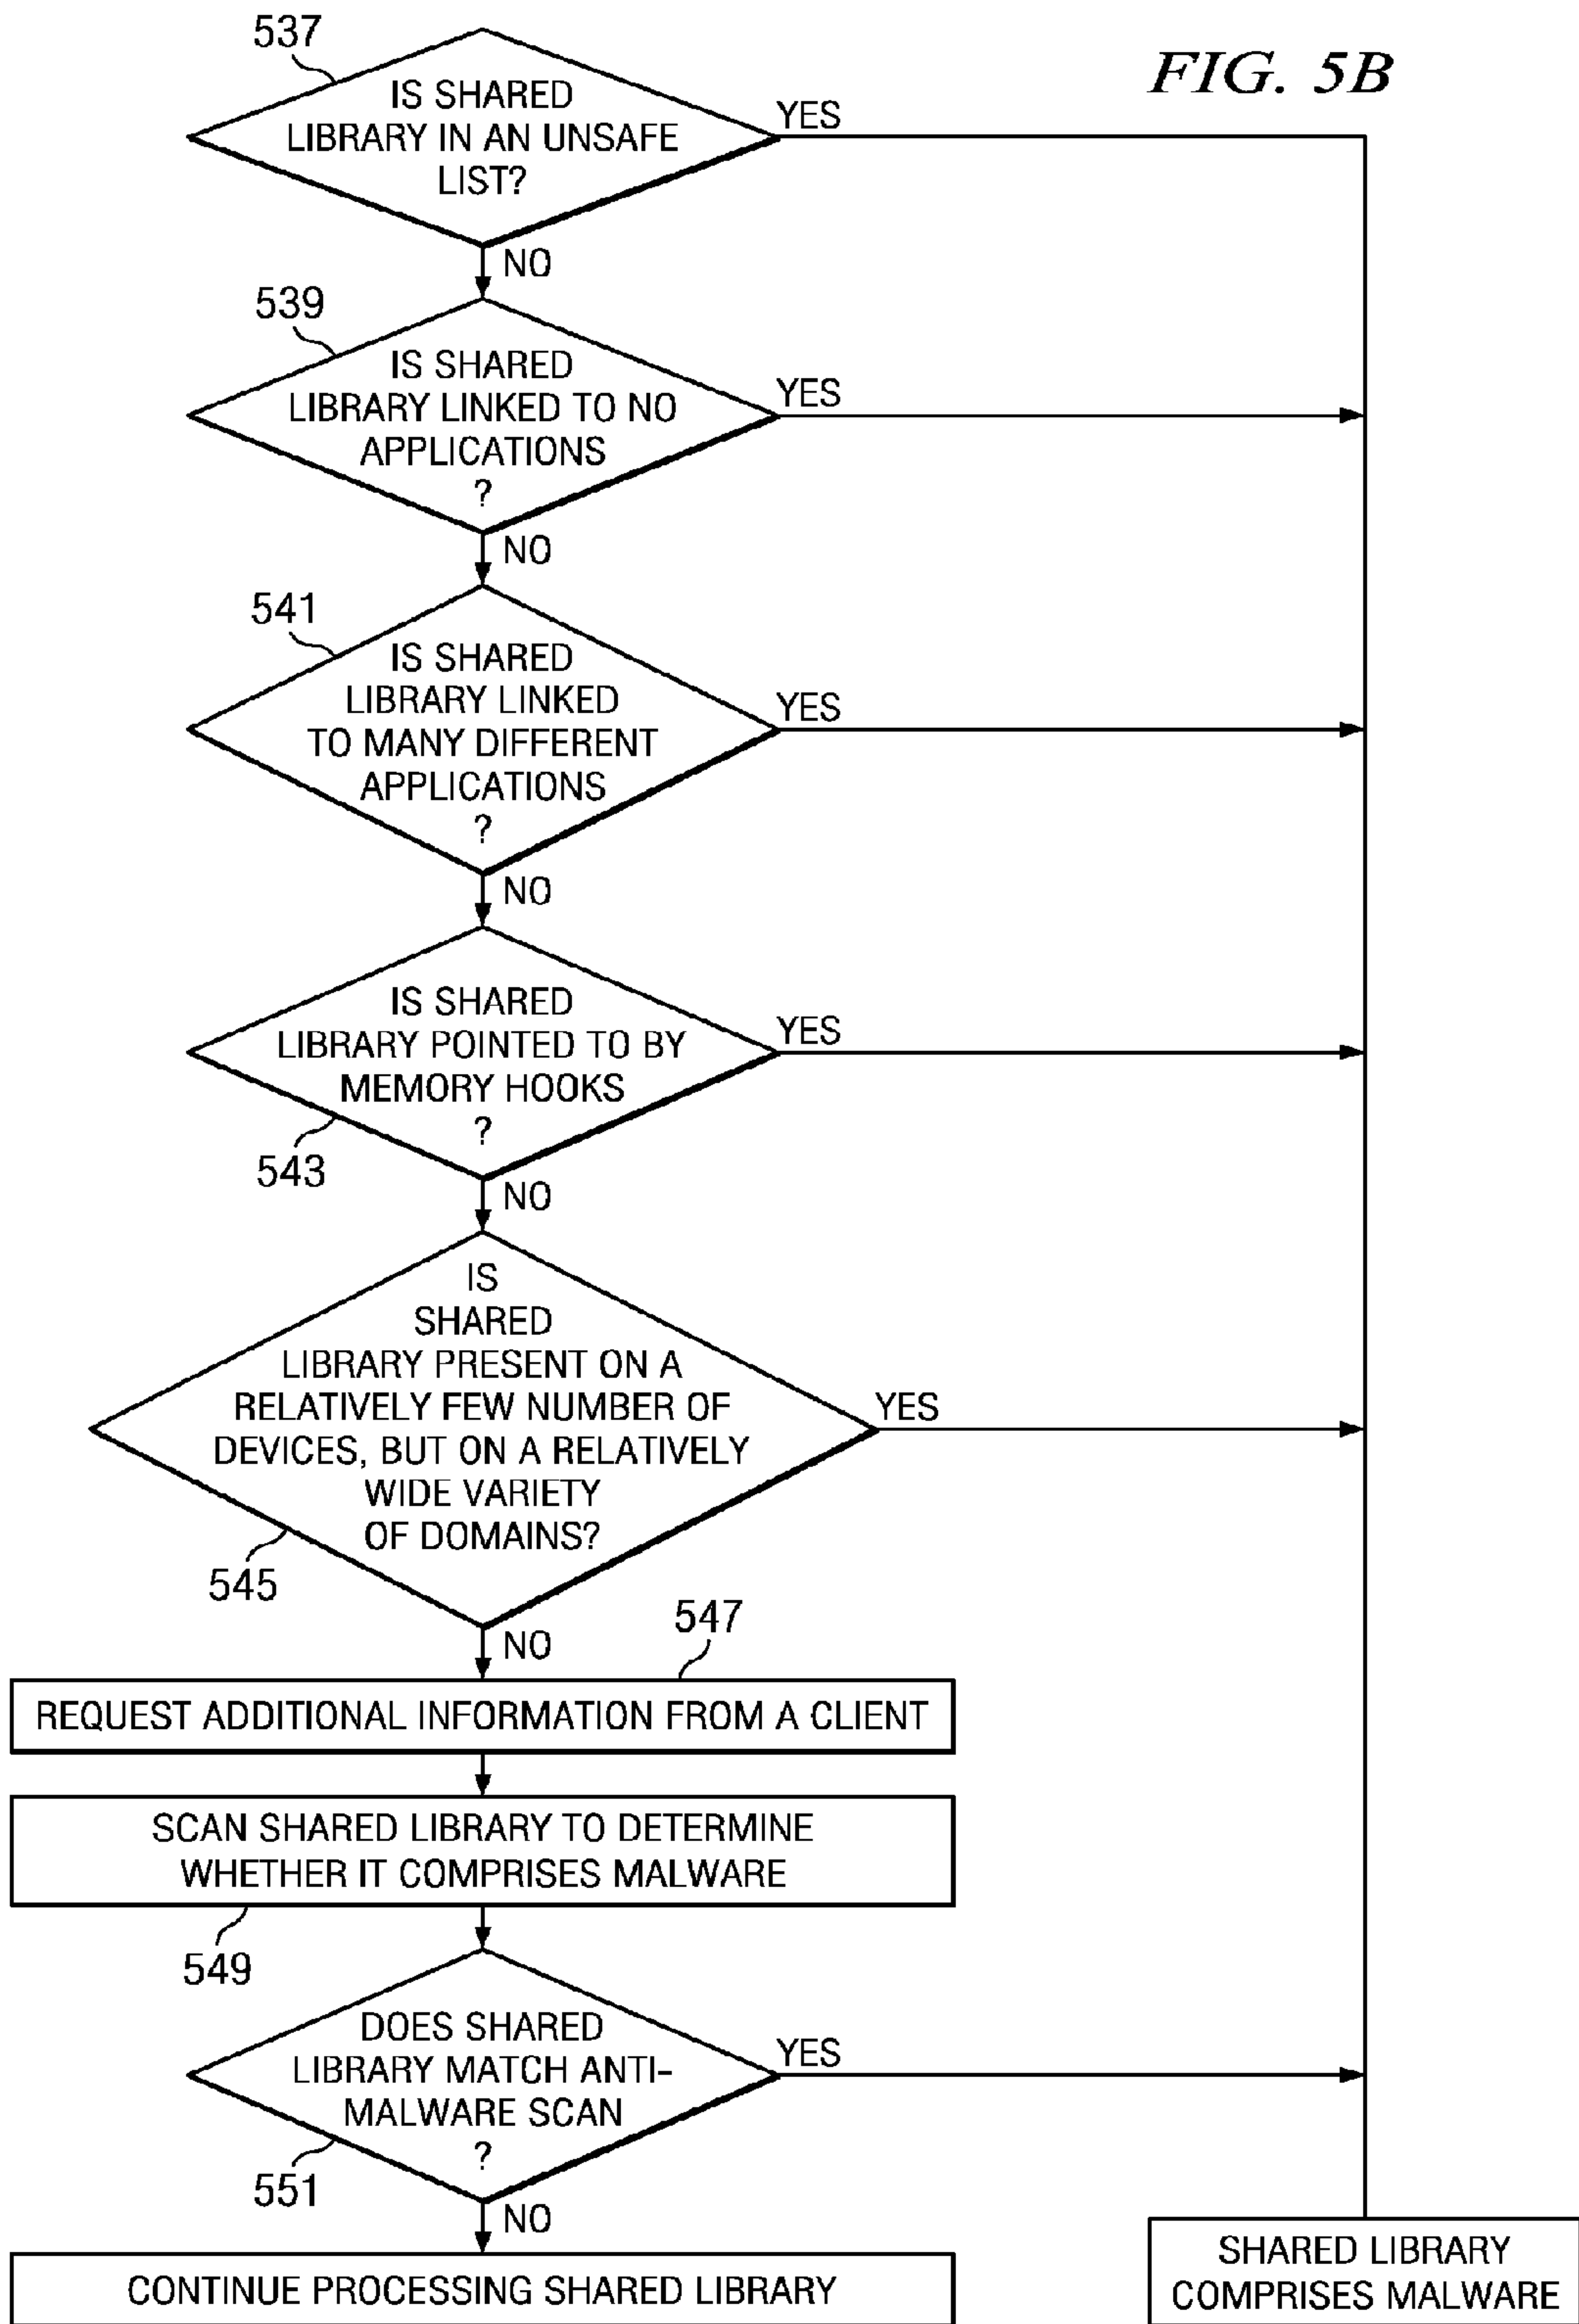 FIG. 5B
537
IS SHARED
LIBRARY IN AN UNSAFE
LIST?
YES
NO
539
IS SHARED
LIBRARY LINKED TO NO
APPLICATIONS
?
YES
NO
541
IS SHARED
LIBRARY LINKED
TO MANY DIFFERENT
APPLICATIONS
?
YES
NO
IS SHARED
LIBRARY POINTED TO BY
MEMORY HOOKS
?
YES
543
NO
IS
SHARED
LIBRARY PRESENT ON A
RELATIVELY FEW NUMBER OF
DEVICES, BUT ON A RELATIVELY
WIDE VARIETY
OF DOMAINS?
YES
545
NO
547
REQUEST ADDITIONAL INFORMATION FROM A CLIENT
SCAN SHARED LIBRARY TO DETERMINE
WHETHER IT COMPRISES MALWARE
549
DOES SHARED
LIBRARY MATCH ANTI-
MALWARE SCAN
?
YES
551
NO
CONTINUE PROCESSING SHARED LIBRARY
SHARED LIBRARY
COMPRISES MALWARE